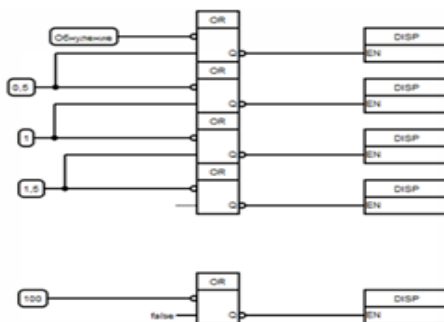 OR
Обнуление
DISP
Q
EN
OR
DISP
0,5
Q
EN
OR
1
DISP
Q
EN
OR
1,5
DISP
Q
EN
OR
100
DISP
false
Q
EN